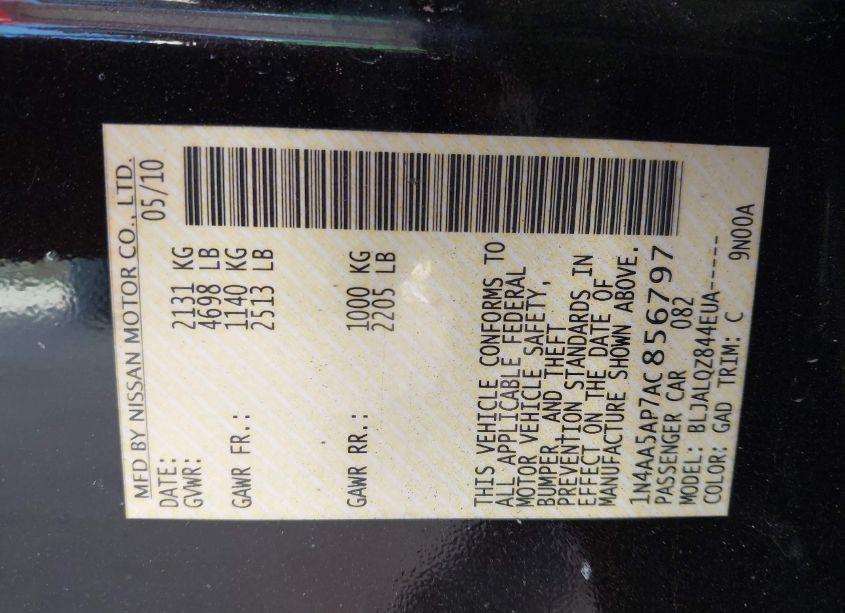 MFD BY NISSAN MOTOR CO., LTD.
DATE: 05/10
GVWR: 2131 KG
4698 LB
GAWR FR.: 1140 KG
2513 LB
GAWR RR.: 1000 KG
2205 LB
THIS VEHICLE CONFORMS TO
ALL APPLICABLE FEDERAL
MOTOR VEHICLE SAFETY,
BUMPER, AND THEFT
PREVENTION STANDARDS IN
EFFECT ON THE DATE OF
MANUFACTURE SHOWN ABOVE.
1N4AA5AP7AC856797
PASSENGER CAR 082
MODEL: BLJALQZ844EUA-----
COLOR: GAD TRIM: C 9N00A